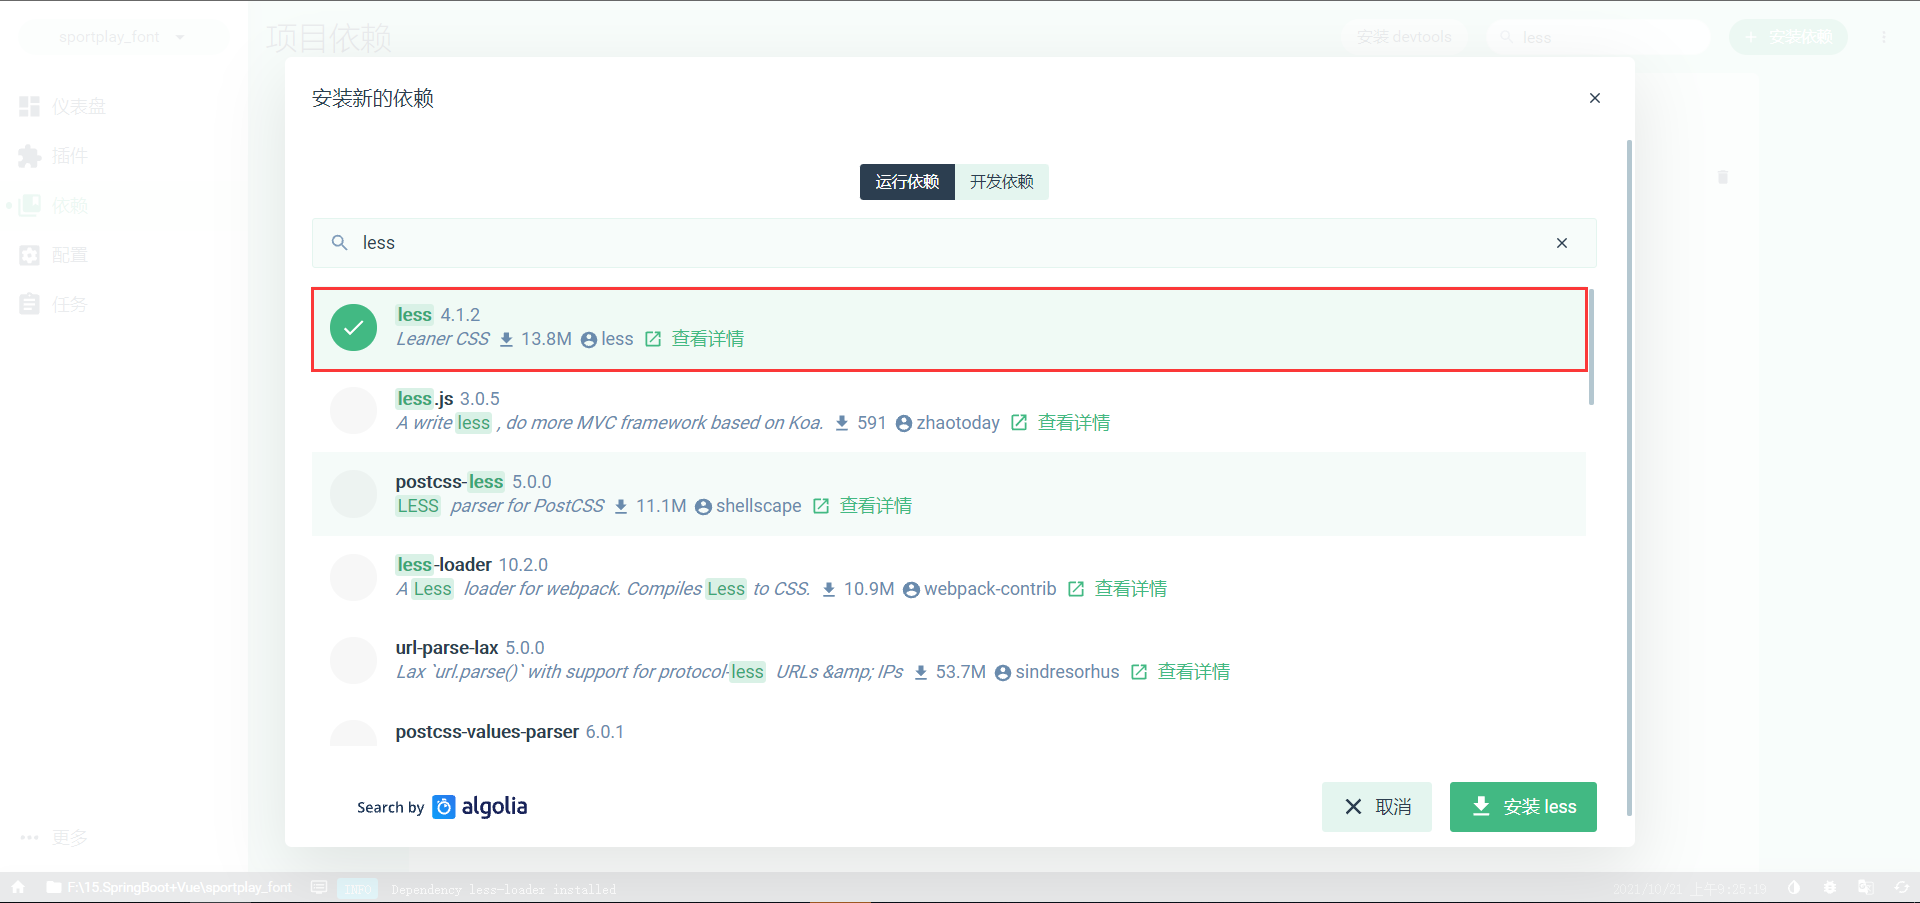 sportplay_font
项目依赖
安装 devtools
less
安装依赖
仪表盘
插件
依赖
配置
任务
更多
安装新的依赖
运行依赖
开发依赖
less
less 4.1.2
Leaner CSS 13.8M less 查看详情
less.js 3.0.5
A write less , do more MVC framework based on Koa. 591 zhaotoday 查看详情
postcss-less 5.0.0
LESS parser for PostCSS 11.1M shellscape 查看详情
less-loader 10.2.0
A Less loader for webpack. Compiles Less to CSS. 10.9M webpack-contrib 查看详情
url-parse-lax 5.0.0
Lax `url.parse()` with support for protocol-less URLs &amp; IPs 53.7M sindresorhus 查看详情
postcss-values-parser 6.0.1
Search by algolia
取消
安装 less
F:\15.SpringBoot+Vue\sportplay_font
INFO
Dependency less-loader installed
2021/10/21 上午9:25:19